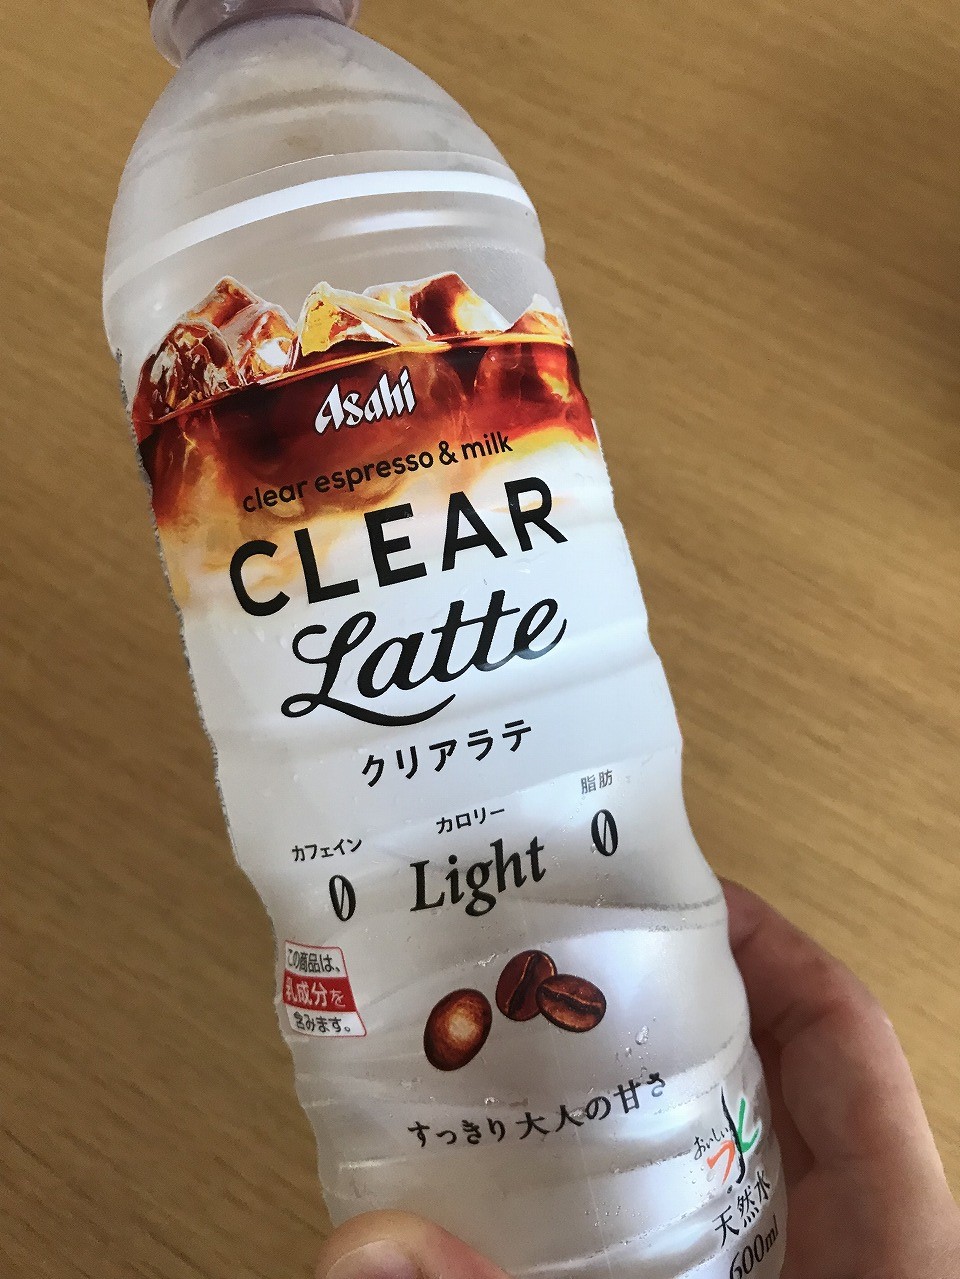 Asahi
clear espresso & milk
CLEAR
Latte
クリアラテ
カフェイン
0
カロリー
Light
脂肪
0
この商品は、
乳成分を
含みます。
すっきり大人の甘さ
おいしい
水
天然水
600ml